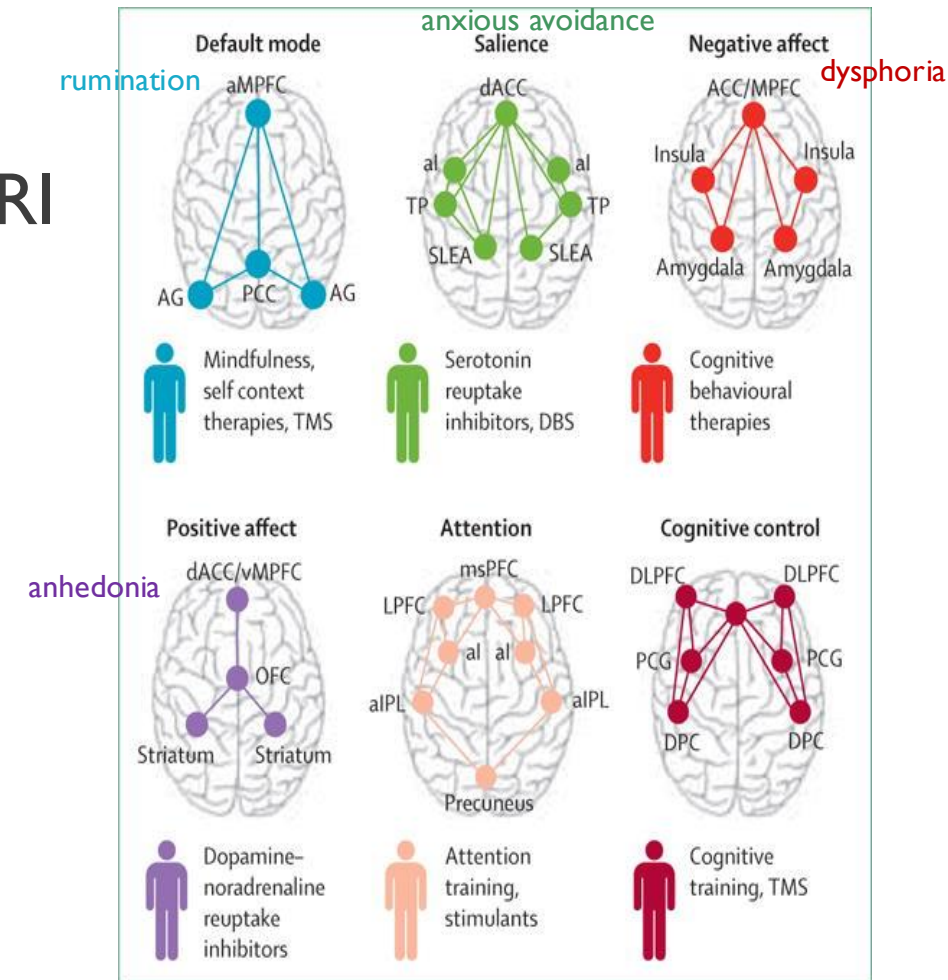 anxious avoidance
Default mode
Salience
Negative affect
rumination
dysphoria
RI
aMPFC
dACC
ACC/MPFC
aI
aI
Insula
Insula
TP
TP
SLEA
SLEA
Amygdala
Amygdala
AG
PCC
AG
Mindfulness,
self context
therapies, TMS
Serotonin
reuptake
inhibitors, DBS
Cognitive
behavioural
therapies
Positive affect
Attention
Cognitive control
anhedonia
dACC/vMPFC
msPFC
DLPFC
DLPFC
LPFC
LPFC
OFC
aI
aI
PCG
PCG
aIPL
aIPL
Striatum
Striatum
DPC
DPC
Precuneus
Dopamine–
noradrenaline
reuptake
inhibitors
Attention
training,
stimulants
Cognitive
training, TMS